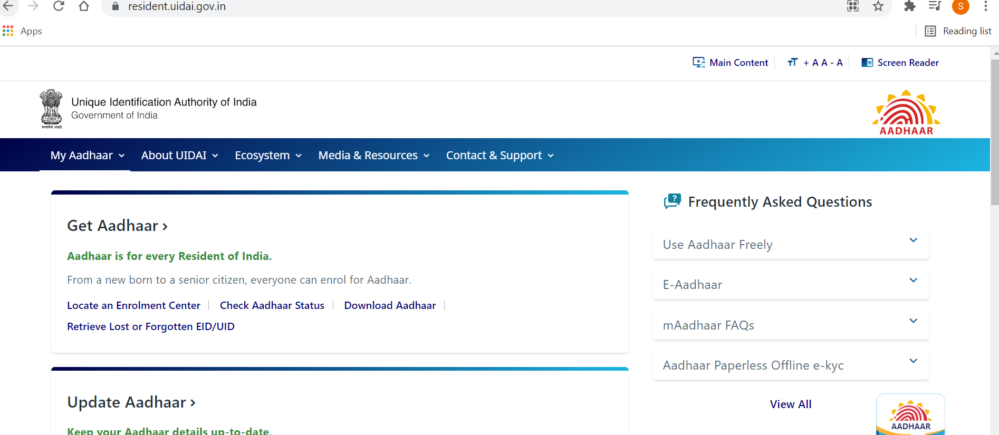 resident.uidai.gov.in
S
Apps
Reading list
Main Content
+ A A - A
Screen Reader
सत्यमेव जयते
Unique Identification Authority of India
Government of India
AADHAAR
My Aadhaar
About UIDAI
Ecosystem
Media & Resources
Contact & Support
Get Aadhaar
Aadhaar is for every Resident of India.
From a new born to a senior citizen, everyone can enrol for Aadhaar.
Locate an Enrolment Center
Check Aadhaar Status
Download Aadhaar
Retrieve Lost or Forgotten EID/UID
Update Aadhaar
Keep your Aadhaar details up-to-date.
Frequently Asked Questions
Use Aadhaar Freely
E-Aadhaar
mAadhaar FAQs
Aadhaar Paperless Offline e-kyc
View All
AADHAAR